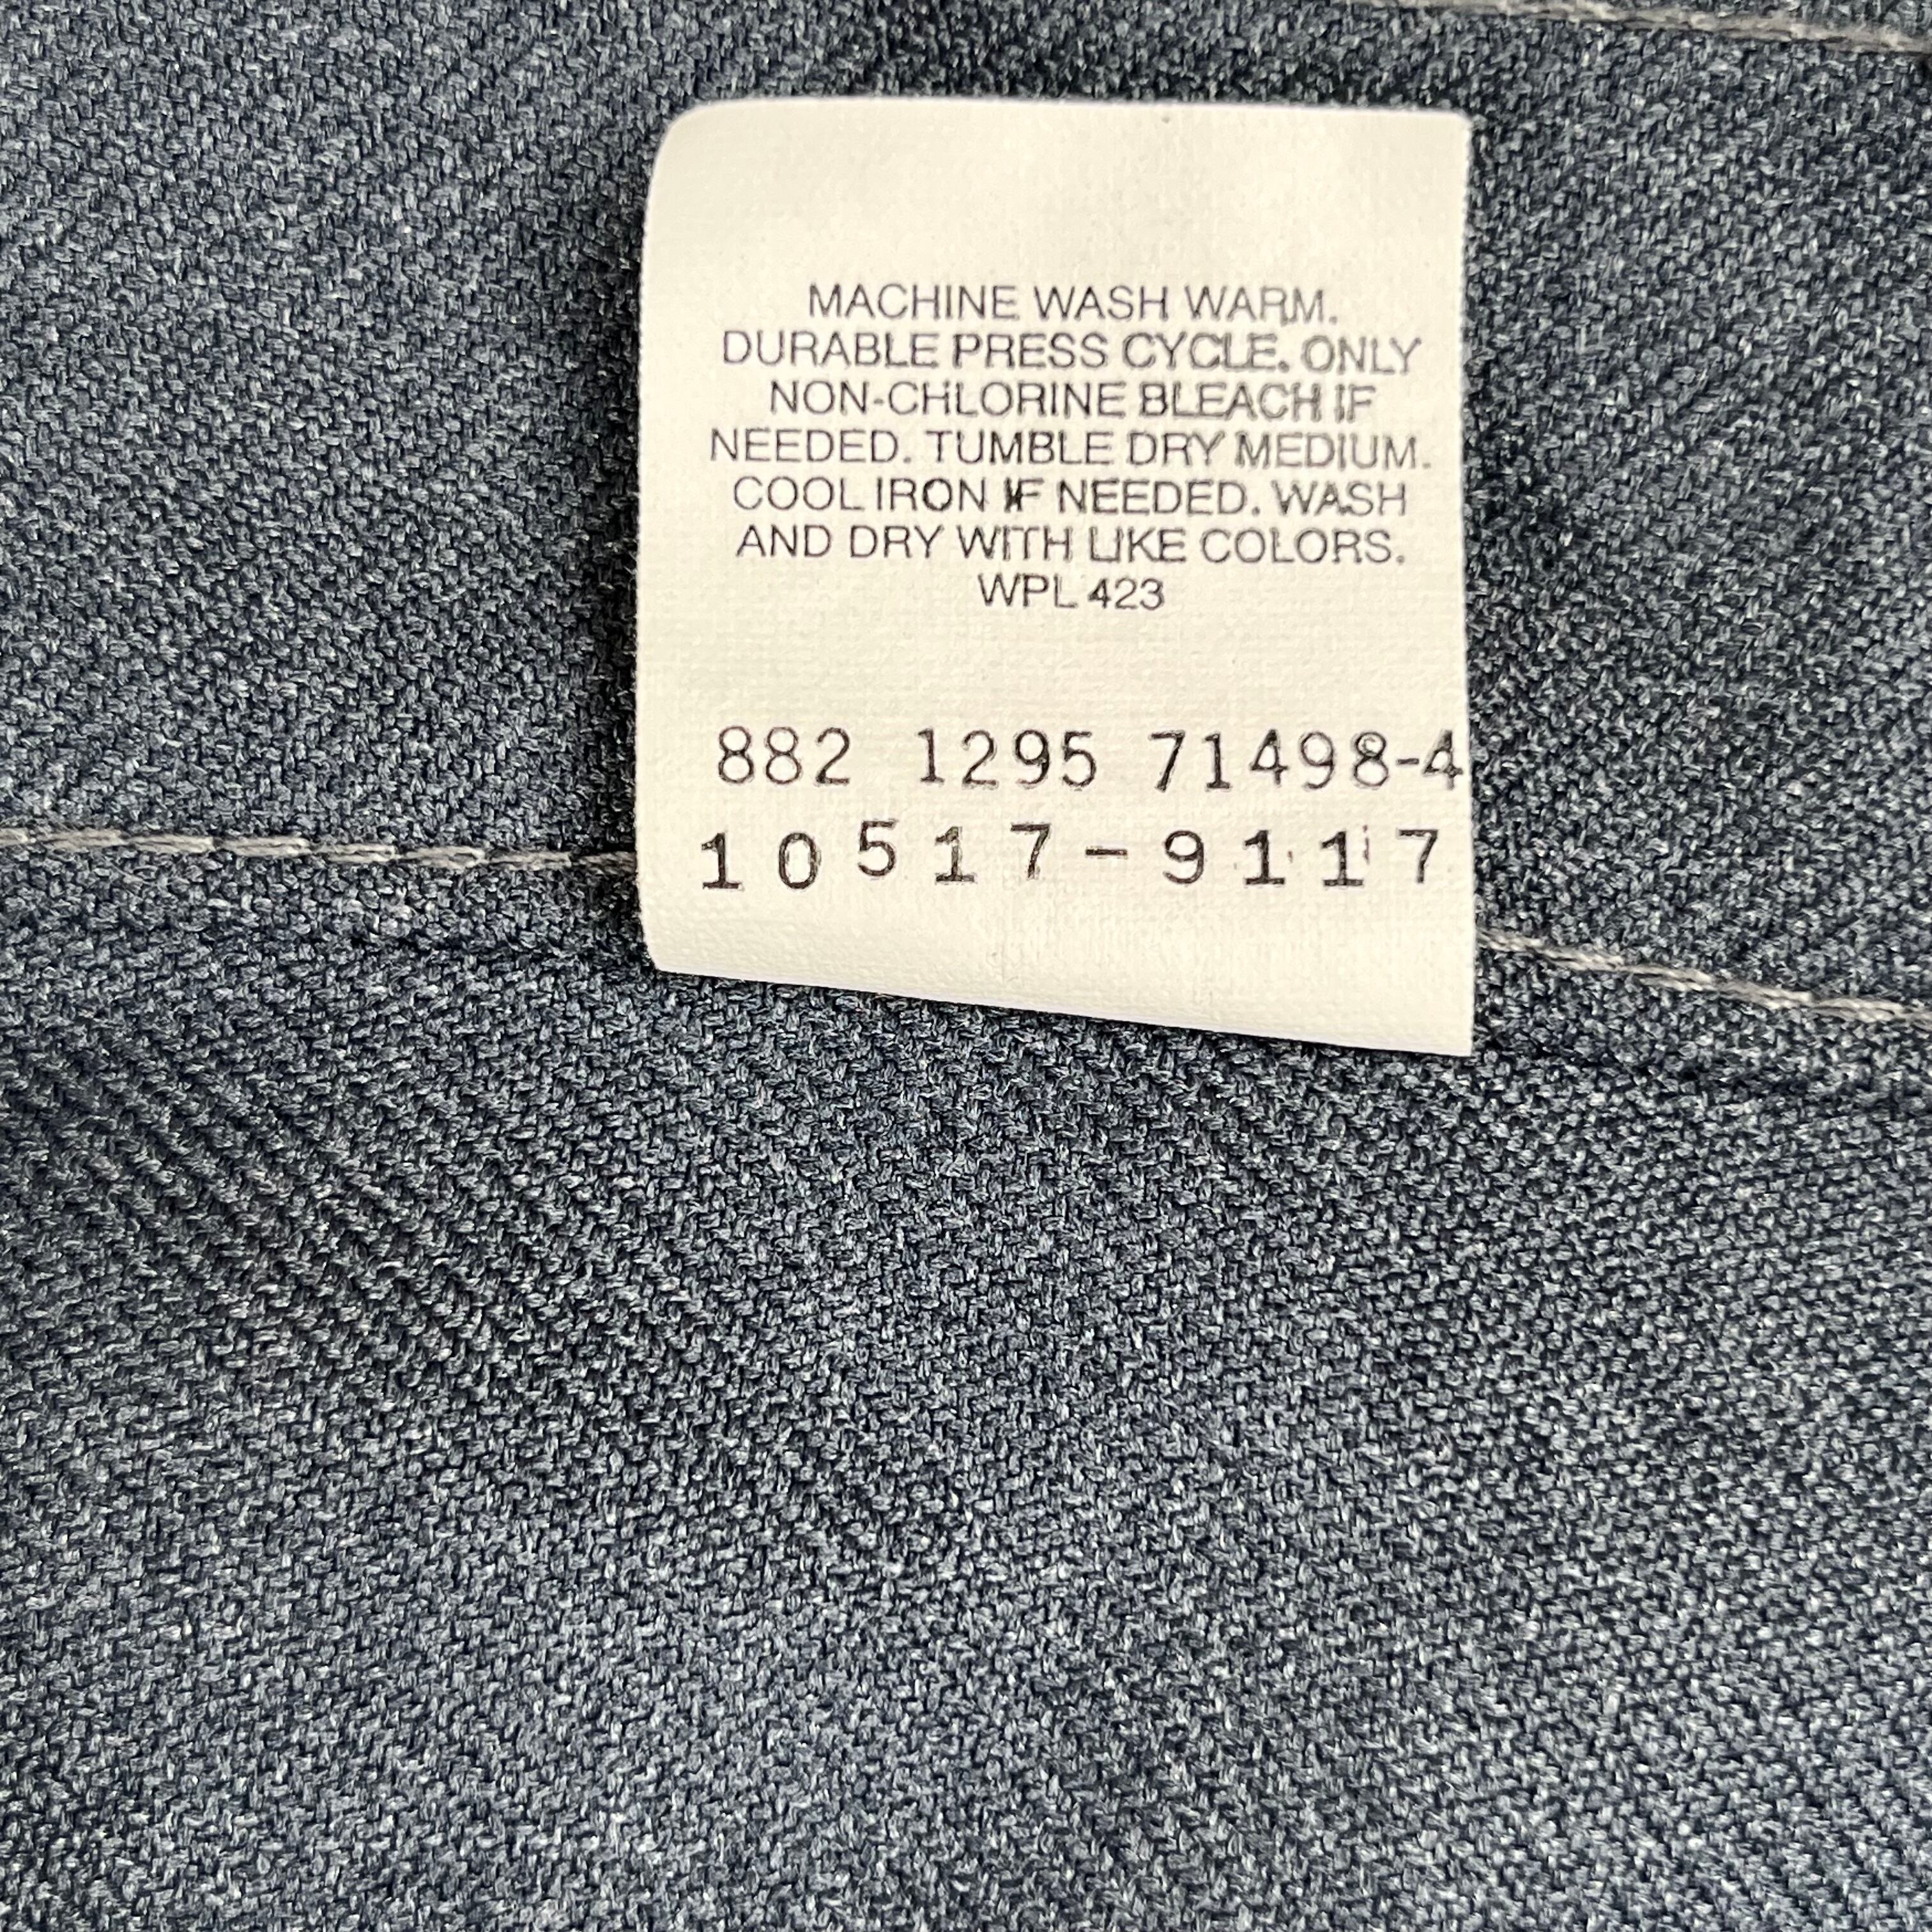 MACHINE WASH WARM.
DURABLE PRESS CYCLE. ONLY
NON-CHLORINE BLEACH IF
NEEDED. TUMBLE DRY MEDIUM.
COOL IRON IF NEEDED. WASH
AND DRY WITH LIKE COLORS.
WPL 423
882 1295 71498-4
10517-9117